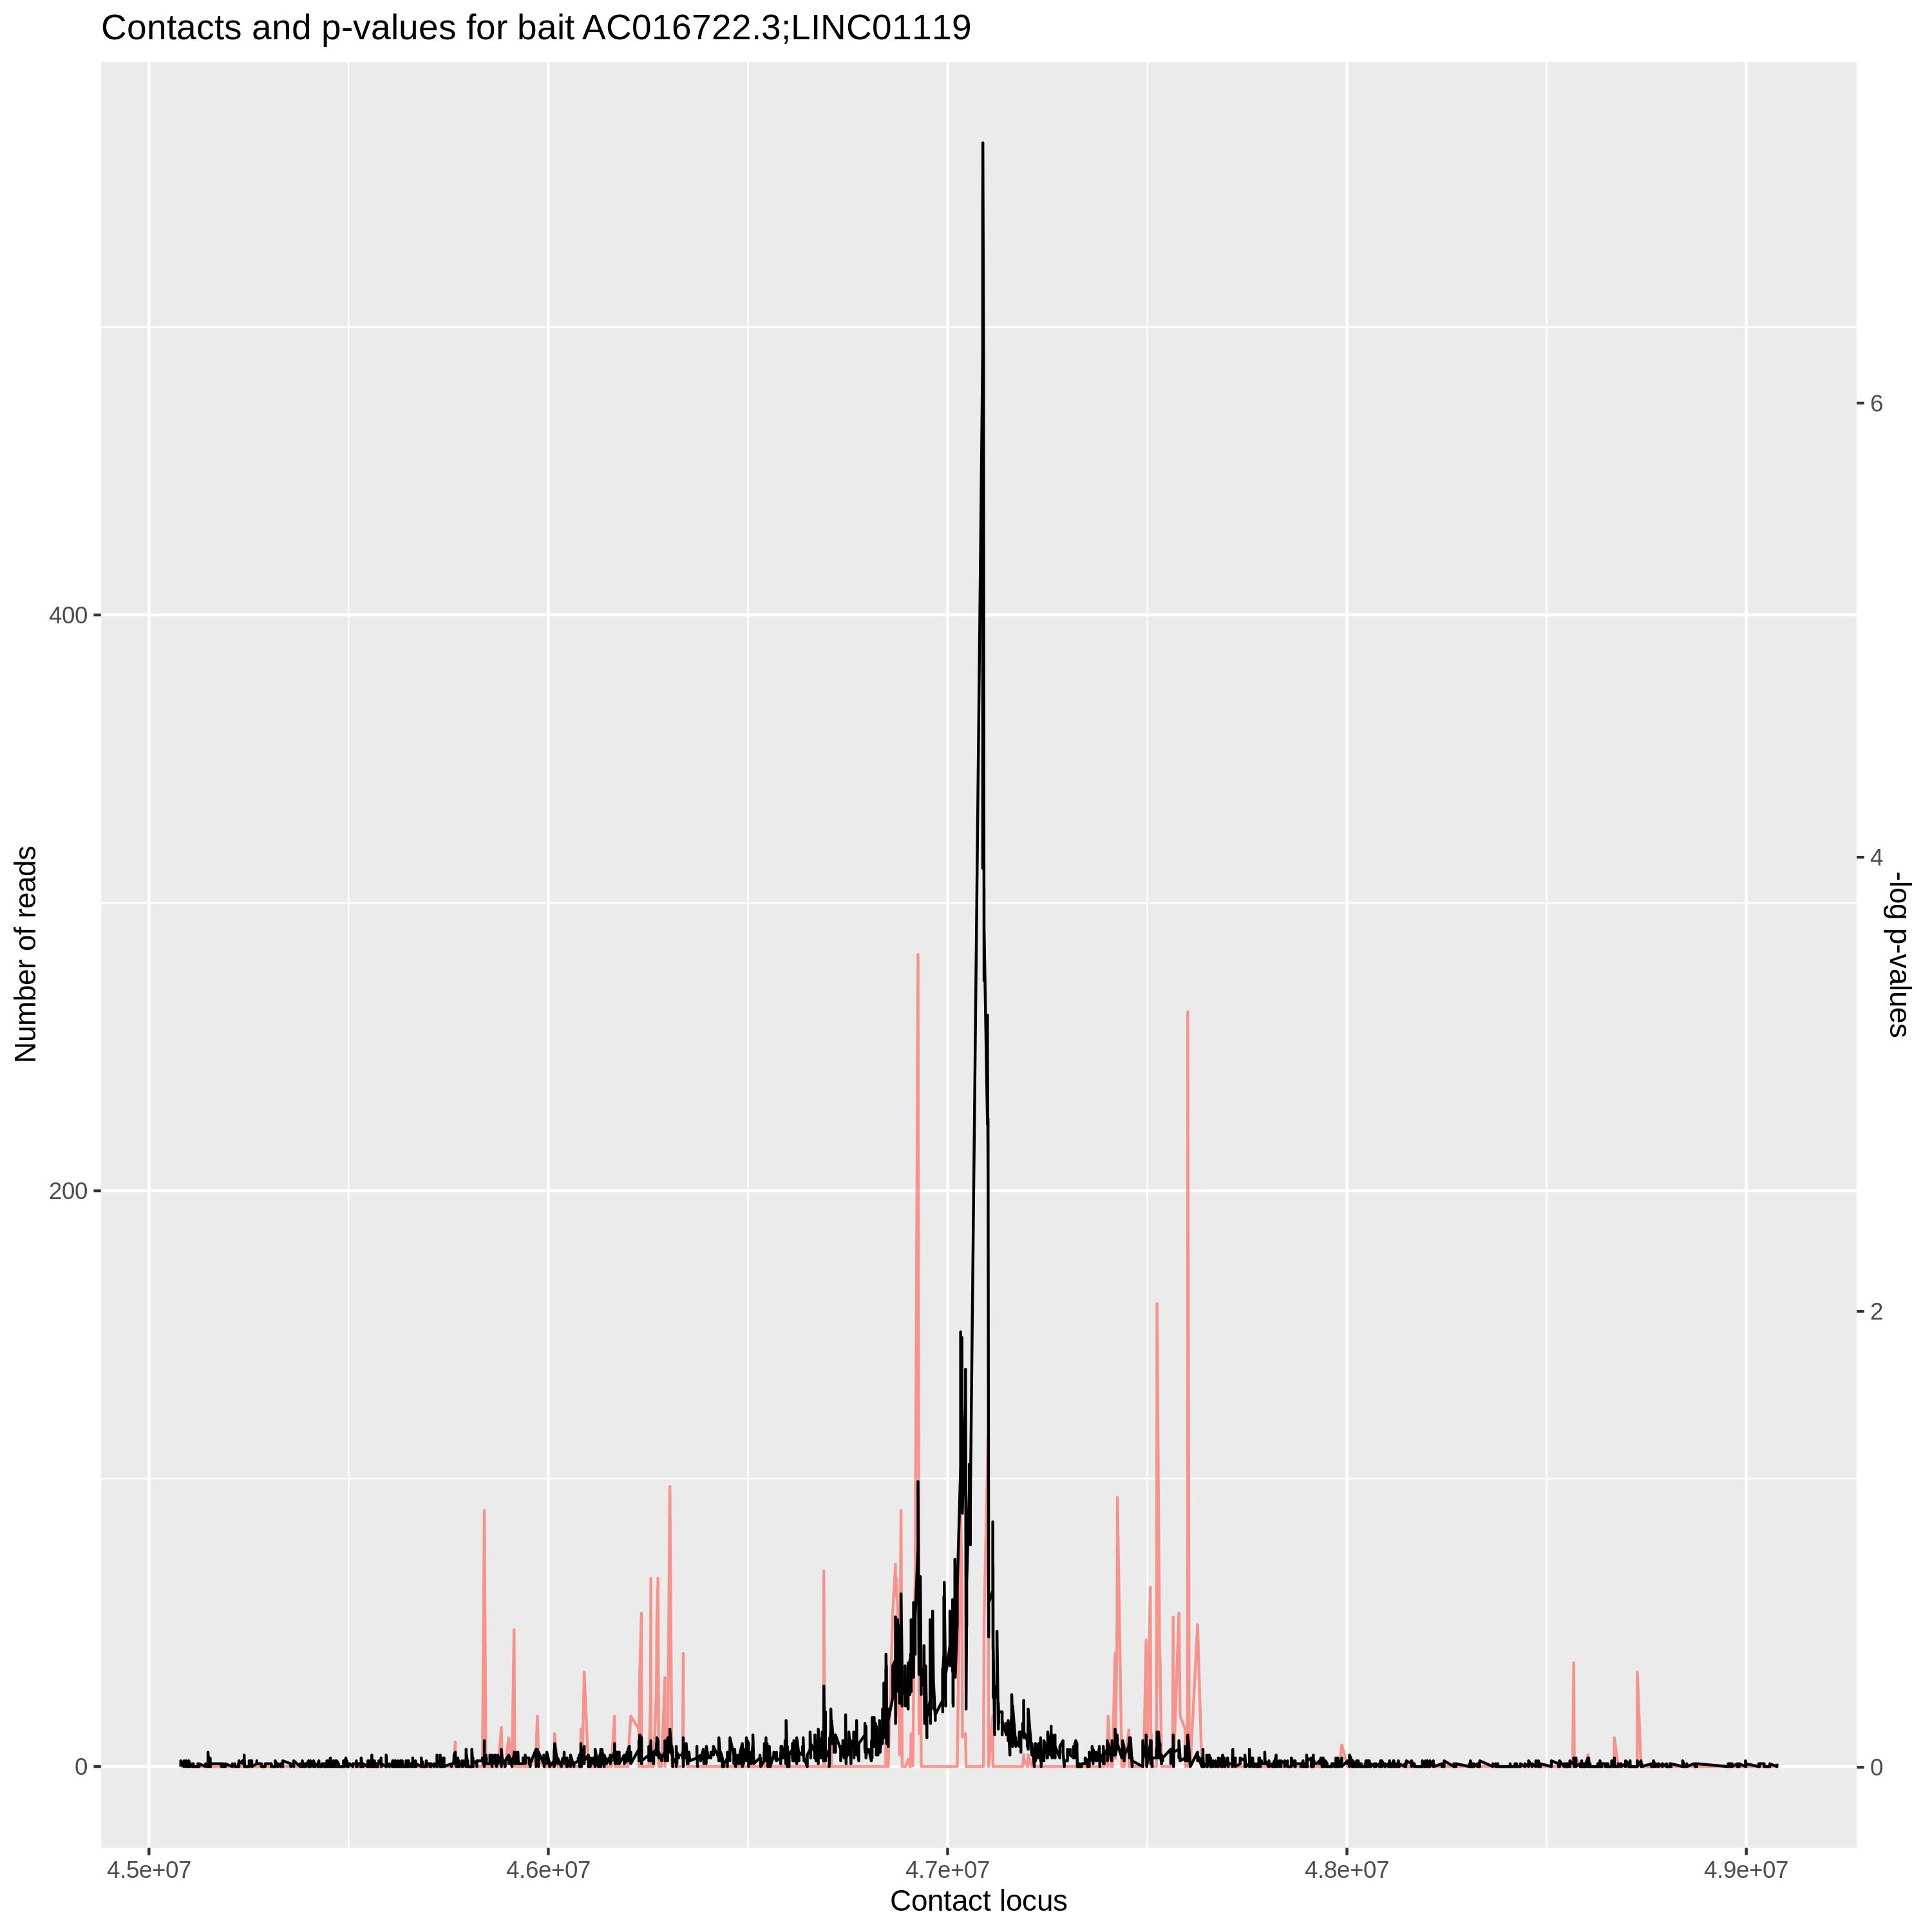 Contacts and p-values for bait AC016722.3;LINC01119
Number of reads
400
200
0
6
4
2
0
-log p-values
4.5e+07
4.6e+07
4.7e+07
4.8e+07
4.9e+07
Contact locus